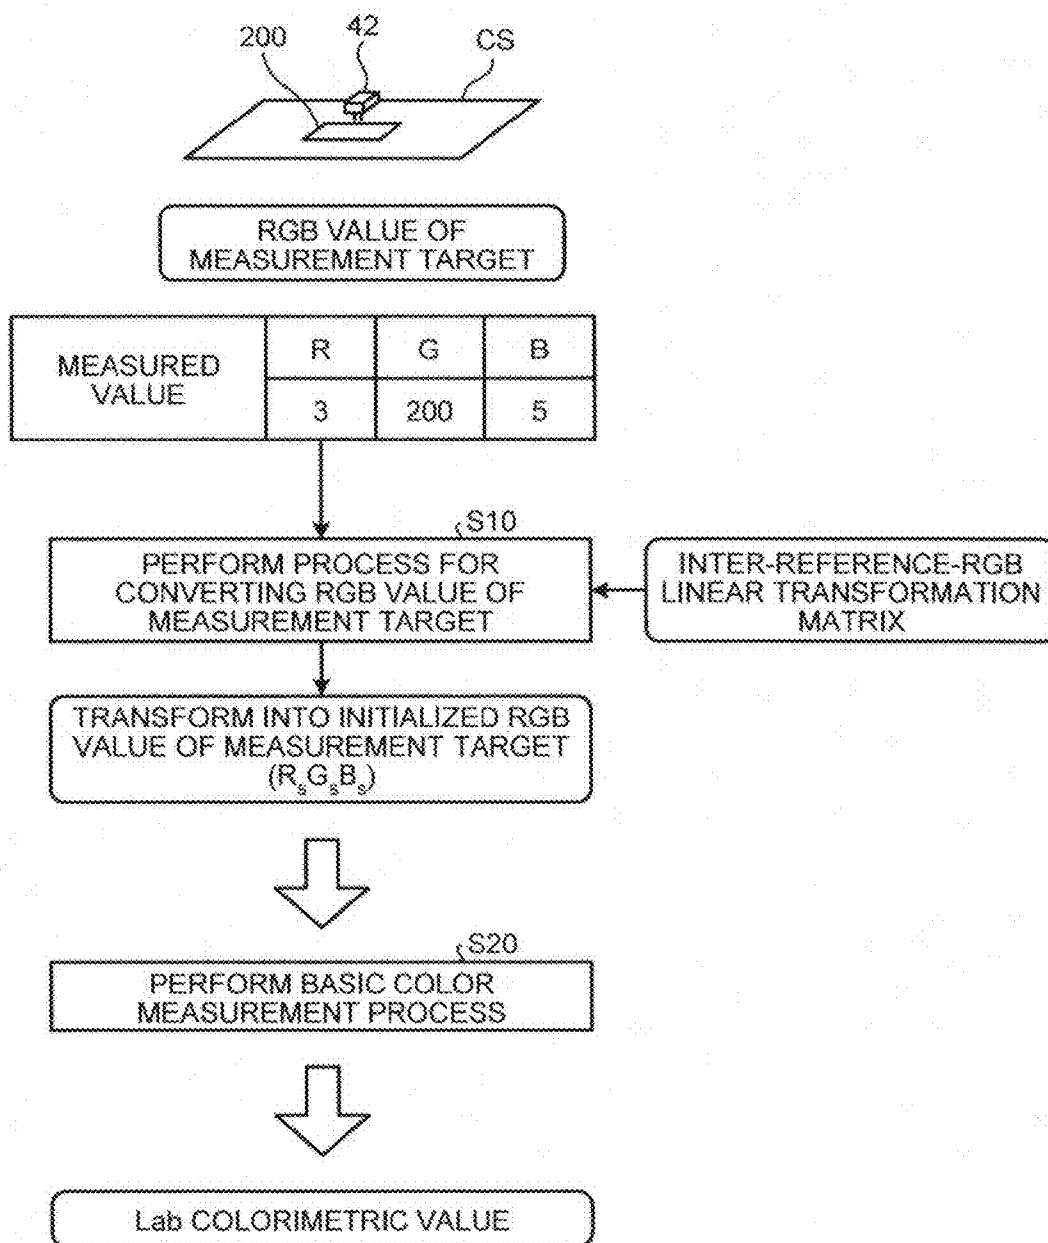 42
200
CS
RGB VALUE OF
MEASUREMENT TARGET
MEASURED
VALUE
R G B
3 200 5
S10
PERFORM PROCESS FOR
CONVERTING RGB VALUE OF
MEASUREMENT TARGET
INTER-REFERENCE-RGB
LINEAR TRANSFORMATION
MATRIX
TRANSFORM INTO INITIALIZED RGB
VALUE OF MEASUREMENT TARGET
(RₛGₛBₛ)
S20
PERFORM BASIC COLOR
MEASUREMENT PROCESS
Lab COLORIMETRIC VALUE